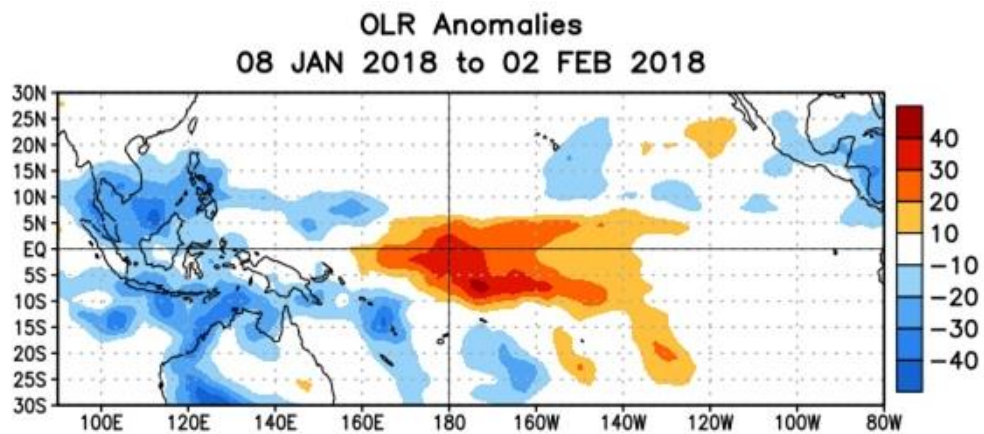 OLR Anomalies
08 JAN 2018 to 02 FEB 2018
30N
25N
20N
15N
10N
5N
EQ
5S
10S
15S
20S
25S
30S
100E 120E 140E 160E 180 160W 140W 120W 100W 80W
40
30
20
10
-10
-20
-30
-40